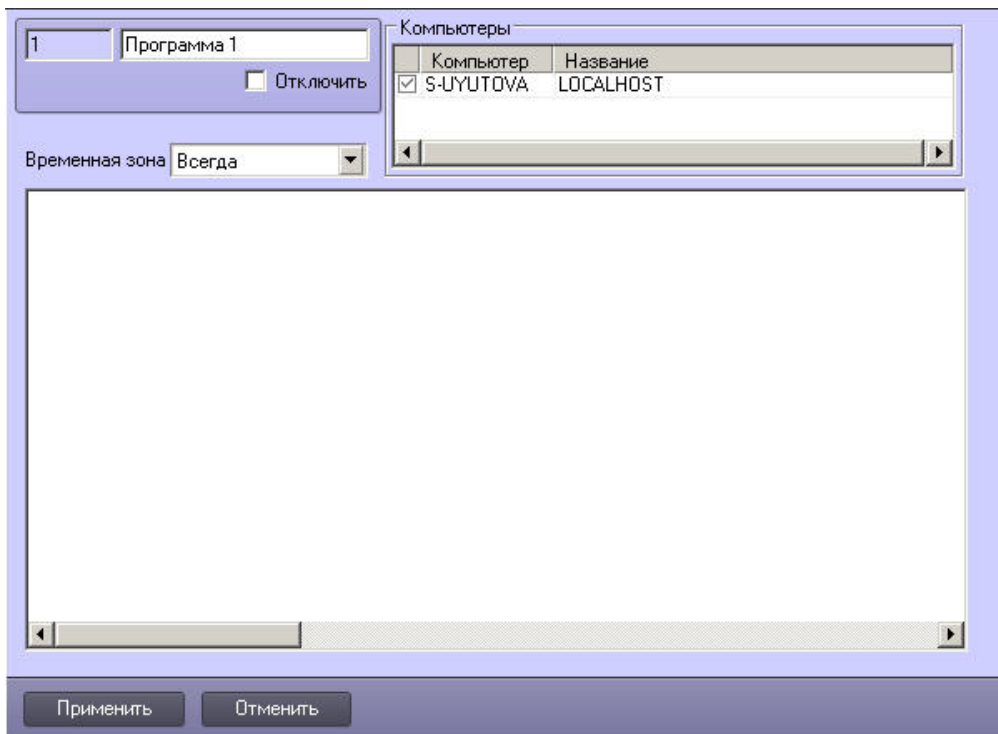 1
Программа 1
Отключить
Временная зона Всегда
Компьютеры
Компьютер Название
S-UYUTOVA LOCALHOST
Применить Отменить